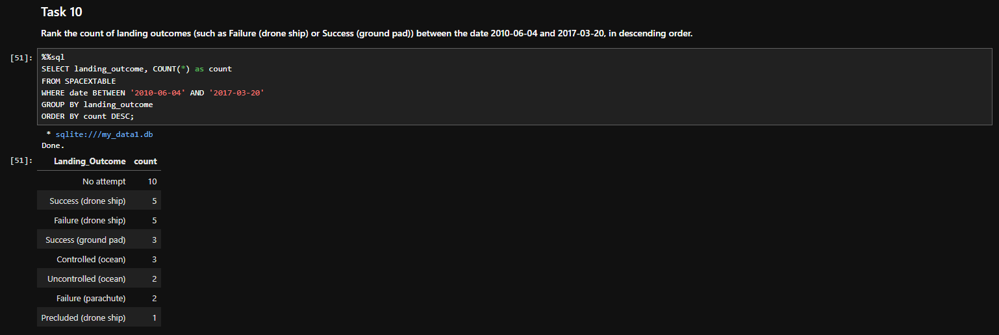 Task 10
Rank the count of landing outcomes (such as Failure (drone ship) or Success (ground pad)) between the date 2010-06-04 and 2017-03-20, in descending order.
[51]: %%sql
SELECT landing_outcome, COUNT(*) as count
FROM SPACEXTABLE
WHERE date BETWEEN '2010-06-04' AND '2017-03-20'
GROUP BY landing_outcome
ORDER BY count DESC;
* sqlite:///my_data1.db
Done.
[51]: Landing_Outcome count
No attempt 10
Success (drone ship) 5
Failure (drone ship) 5
Success (ground pad) 3
Controlled (ocean) 3
Uncontrolled (ocean) 2
Failure (parachute) 2
Precluded (drone ship) 1